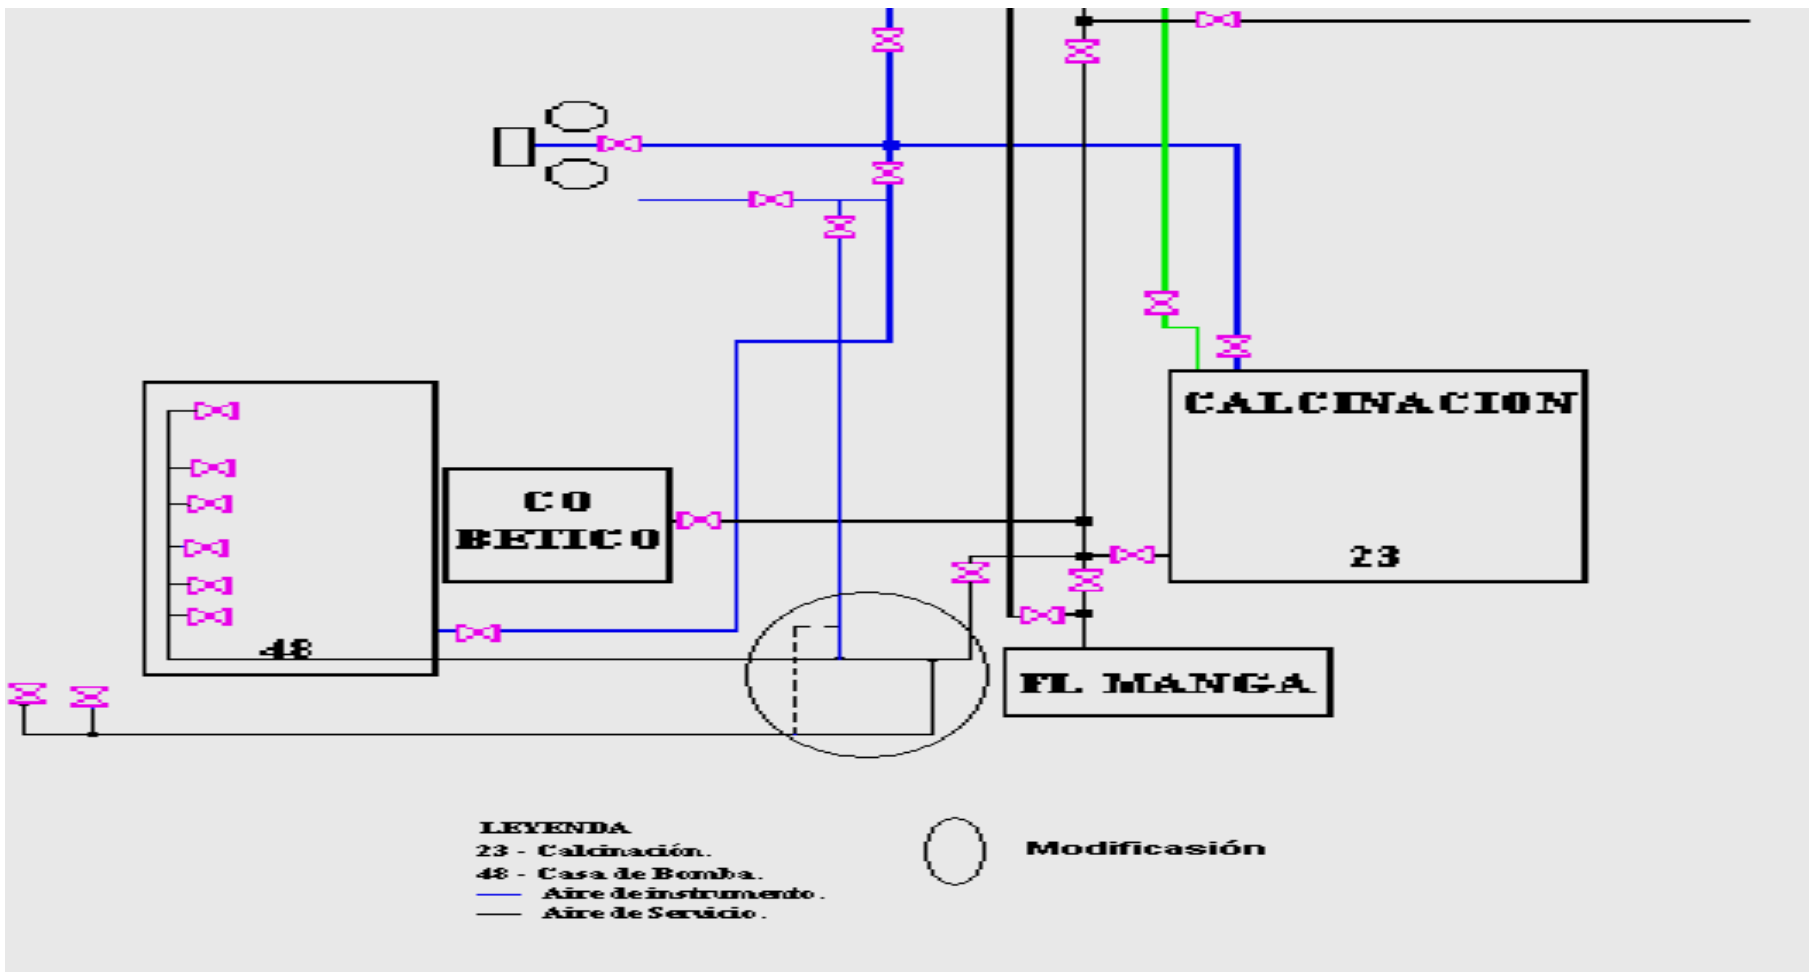 CALCINACION
CO
BETICO
23
48
FL MANGA
LEYENDA
23 - Calcinación.
48 - Casa de Bomba.
Aire de instrumento.
Aire de Servicio.
Modificasión